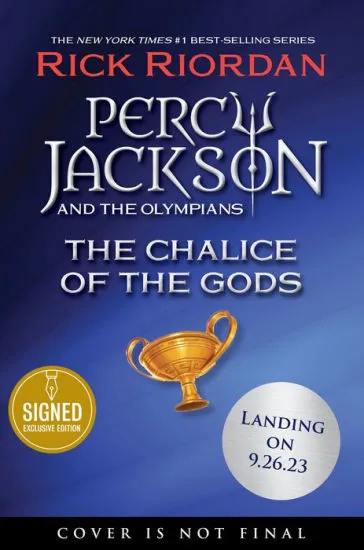 THE NEW YORK TIMES #1 BEST-SELLING SERIES
RICK RIORDAN
PERCY
JACKSON
AND THE OLYMPIANS
THE CHALICE
OF THE GODS
SIGNED
EXCLUSIVE EDITION
LANDING
ON
9.26.23
COVER IS NOT FINAL